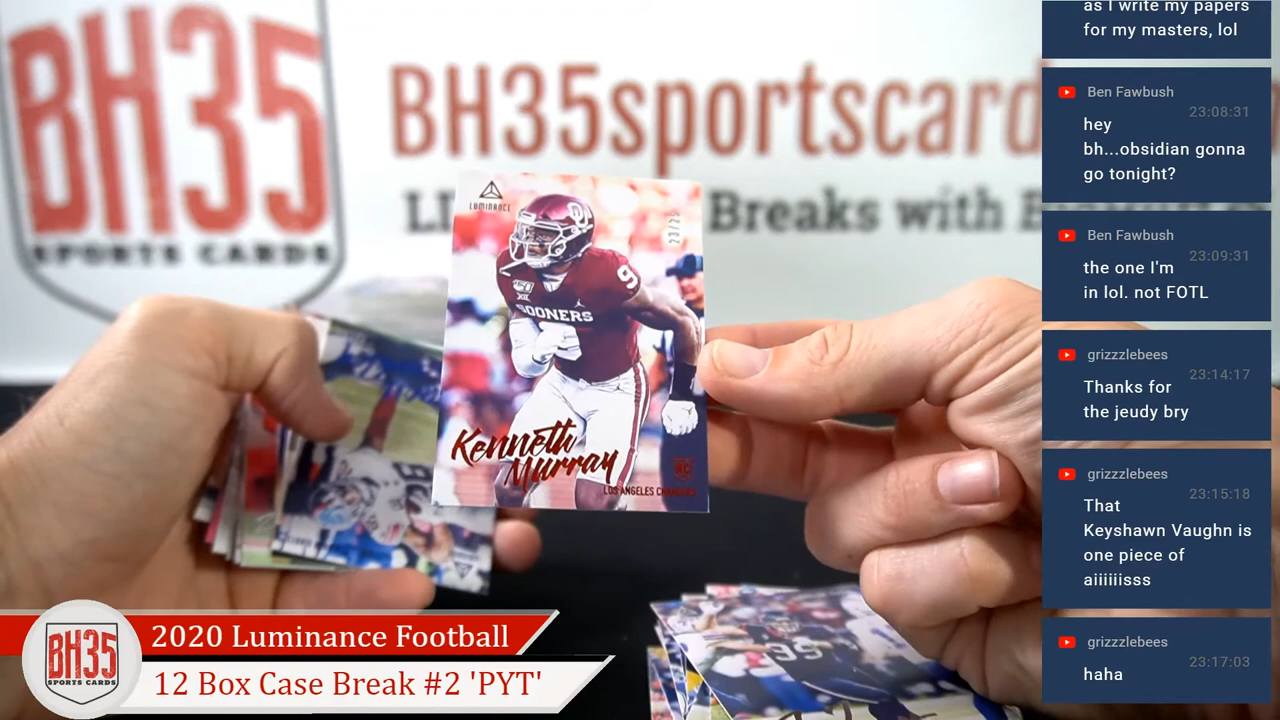 BH35
SPORTS CARDS
BH35sportscard
Breaks with
LUMINANCE
SOONERS
9
Kenneth
Murray
RC
LOS ANGELES
99
2020 Luminance Football
12 Box Case Break #2 'PYT'
BH35
SPORTS CARDS
as I write my papers
for my masters, lol
Ben Fawbush
23:08:31
hey
bh...obsidian gonna
go tonight?
Ben Fawbush
23:09:31
the one I'm
in lol. not FOTL
grizzzlebees
23:14:17
Thanks for
the jeudy bry
grizzzlebees
23:15:18
That
Keyshawn Vaughn is
one piece of
aiiiiiisss
grizzzlebees
23:17:03
haha